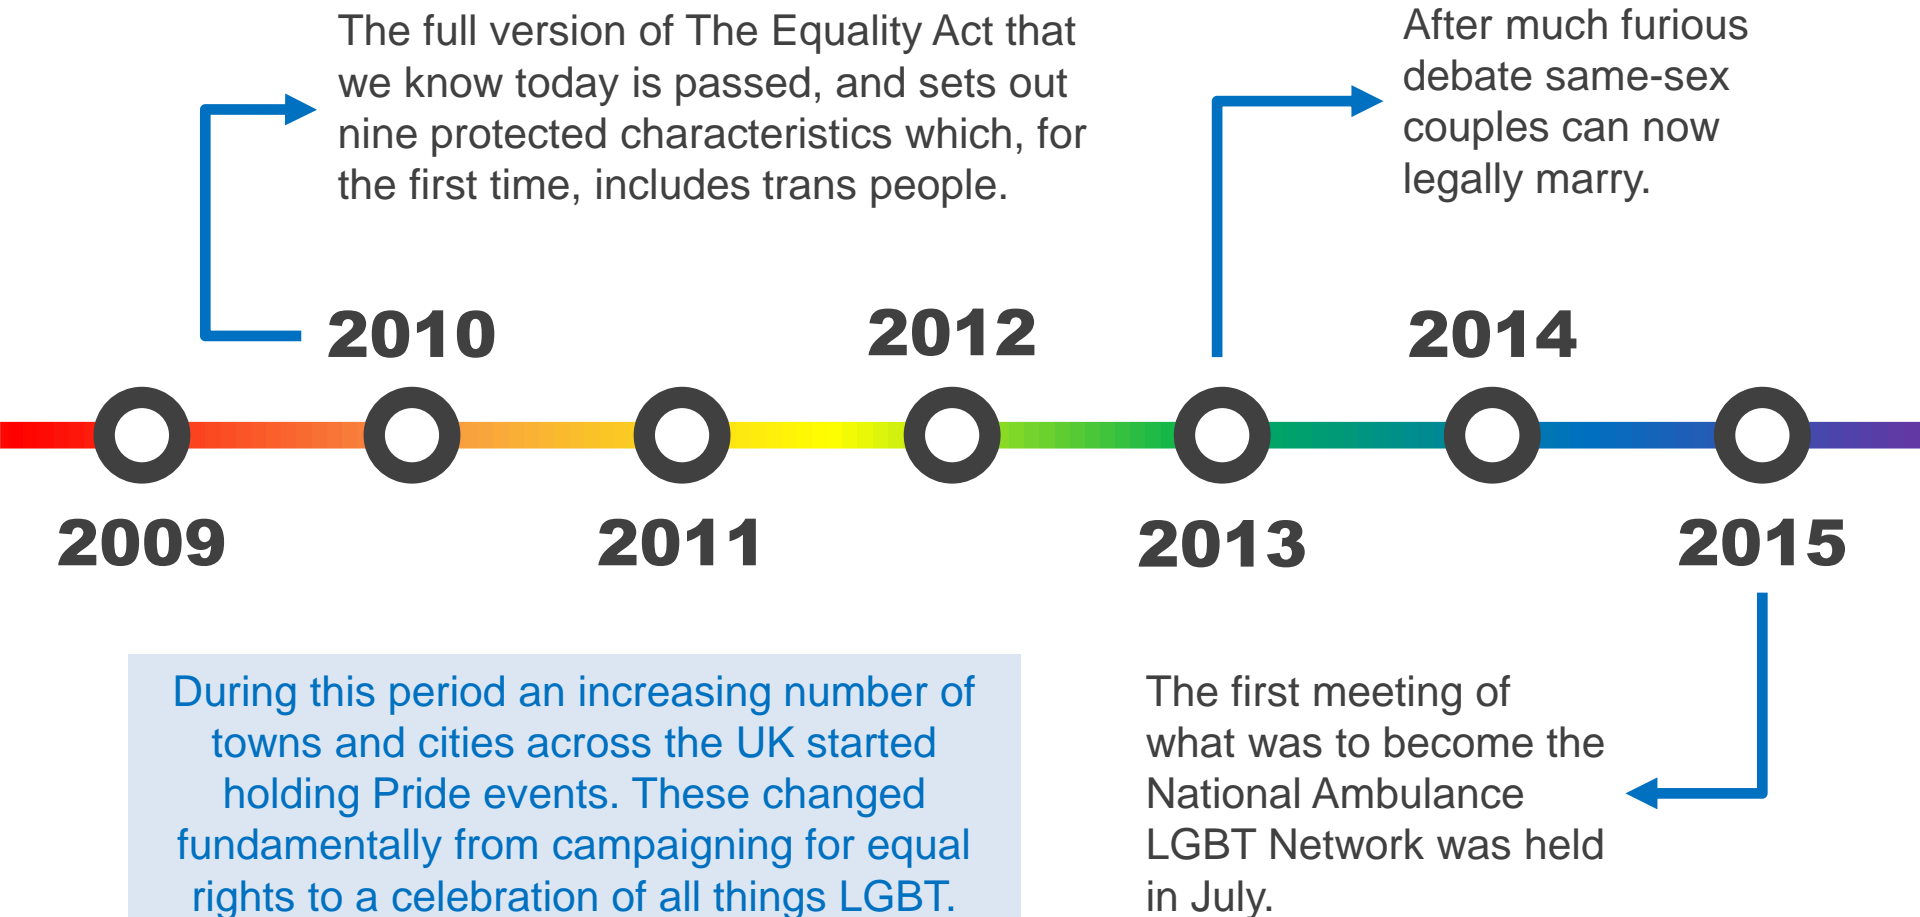 The full version of The Equality Act that
we know today is passed, and sets out
nine protected characteristics which, for
the first time, includes trans people.
After much furious
debate same-sex
couples can now
legally marry.
2010
2012
2014
2009
2011
2013
2015
During this period an increasing number of
towns and cities across the UK started
holding Pride events. These changed
fundamentally from campaigning for equal
rights to a celebration of all things LGBT.
The first meeting of
what was to become the
National Ambulance
LGBT Network was held
in July.